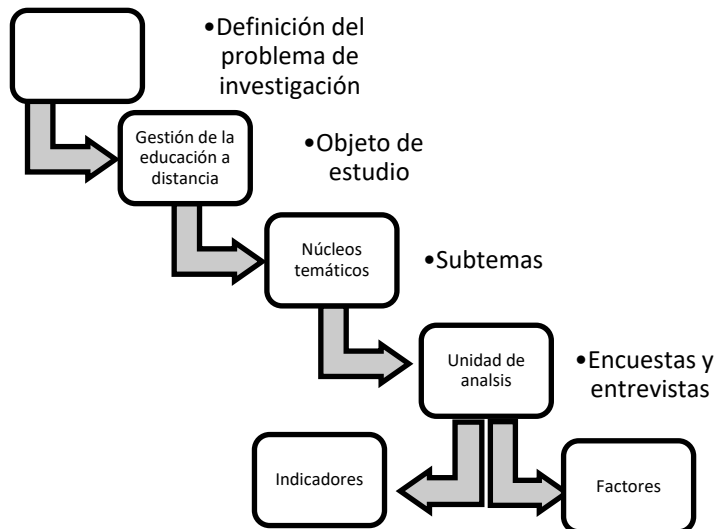 •Definición del
problema de
investigación
Gestión de la
educación a
distancia
•Objeto de
estudio
Núcleos
temáticos
•Subtemas
Unidad de
analsis
•Encuestas y
entrevistas
Indicadores
Factores